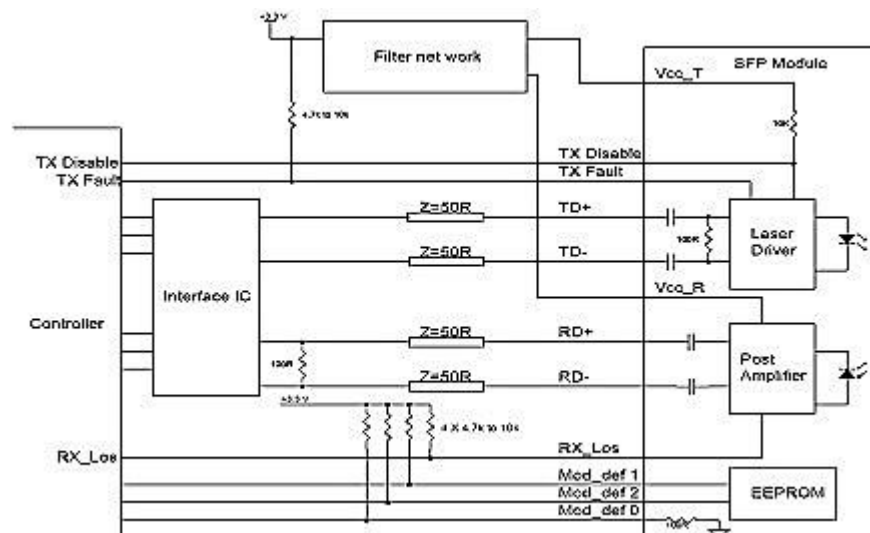 +3.3 V
Filter net work
SFP Module
Vcc_T
4.7k to 10k
10K
TX Disable
TX Disable
TX Fault
TX Fault
Z=50R
TD+
100R
Laser
Driver
Z=50R
TD-
Interface IC
Vcc_R
Controller
Z=50R
RD+
Post
Amplifier
100R
Z=50R
RD-
+3.3 V
4 X 4.7k to 10k
RX_Los
RX_Los
Mod_def 1
Mod_def 2
EEPROM
Mod_def 0